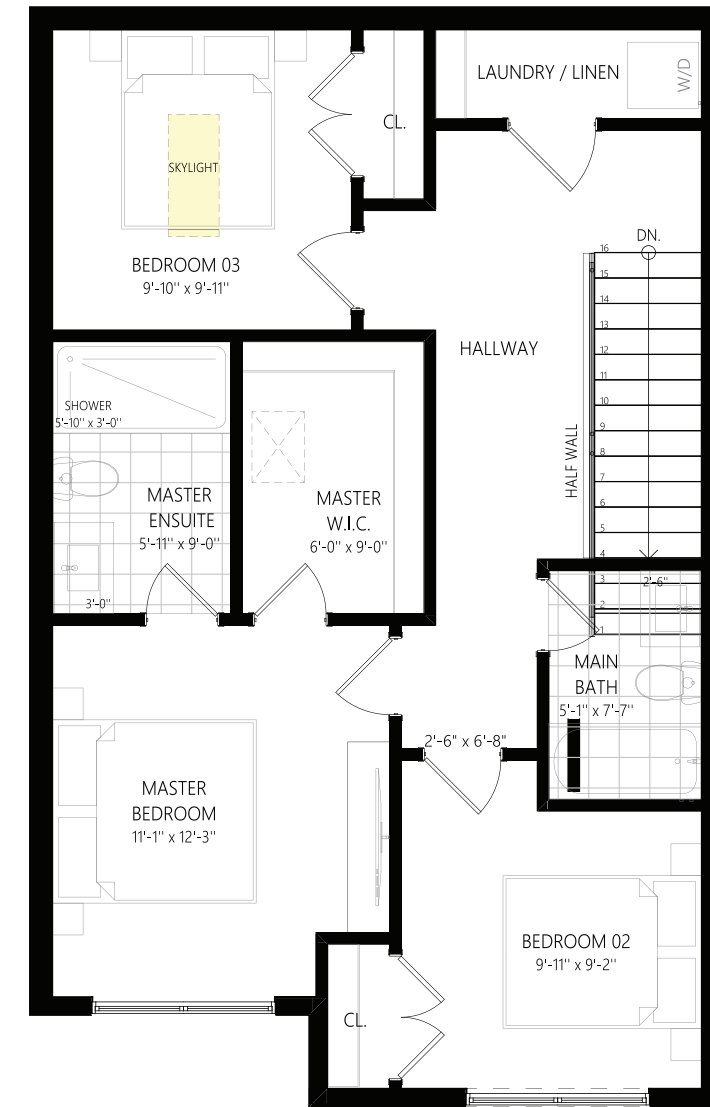 LAUNDRY / LINEN
W/D
CL.
SKYLIGHT
BEDROOM 03
9'-10" x 9'-11"
DN.
16
15
14
13
12
11
10
9
8
7
6
5
4
3
2
1
HALLWAY
HALF WALL
SHOWER
5'-10" x 3'-0"
MASTER
ENSUITE
5'-11" x 9'-0"
3'-0"
MASTER
W.I.C.
6'-0" x 9'-0"
2'-6"
MAIN
BATH
5'-1" x 7'-7"
2'-6" x 6'-8"
MASTER
BEDROOM
11'-1" x 12'-3"
BEDROOM 02
9'-11" x 9'-2"
CL.